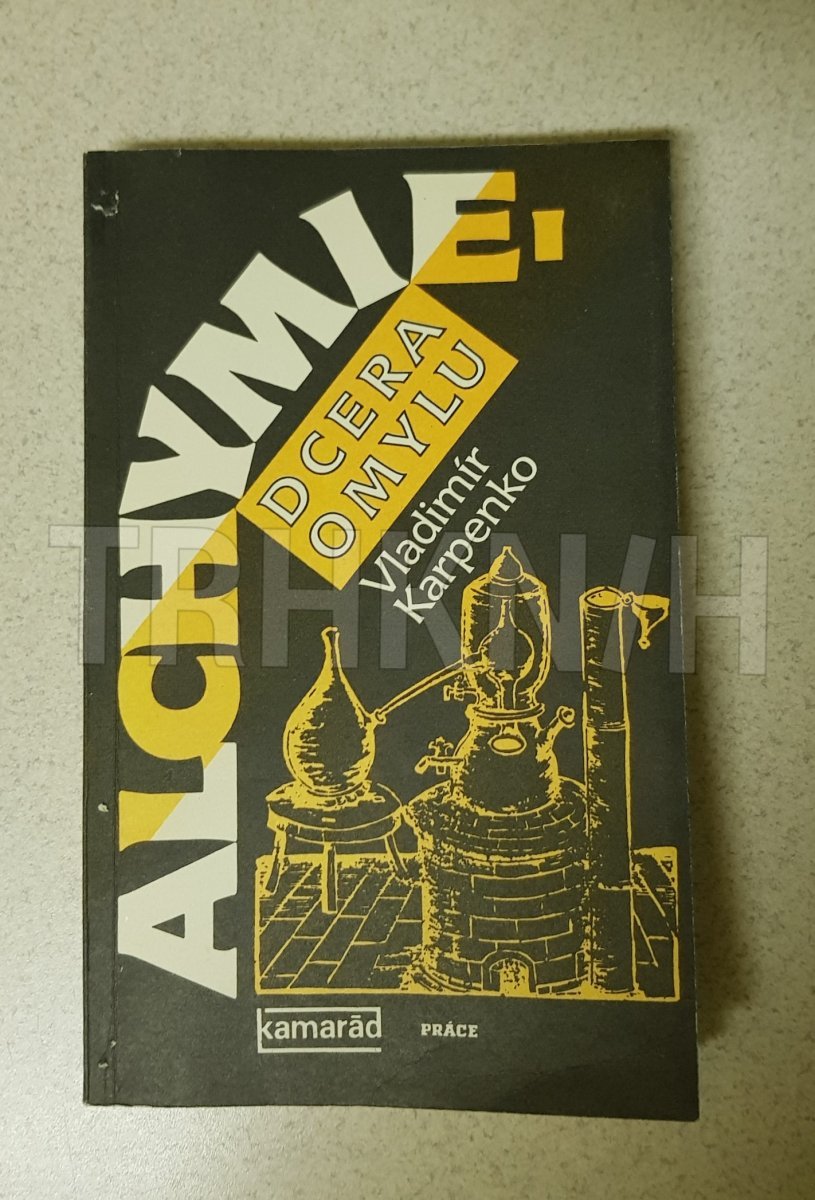 ALCHYMIE,
DCERA
OMYLU
Vladimír
Karpenko
TRHKNIH
kamarád
PRÁCE